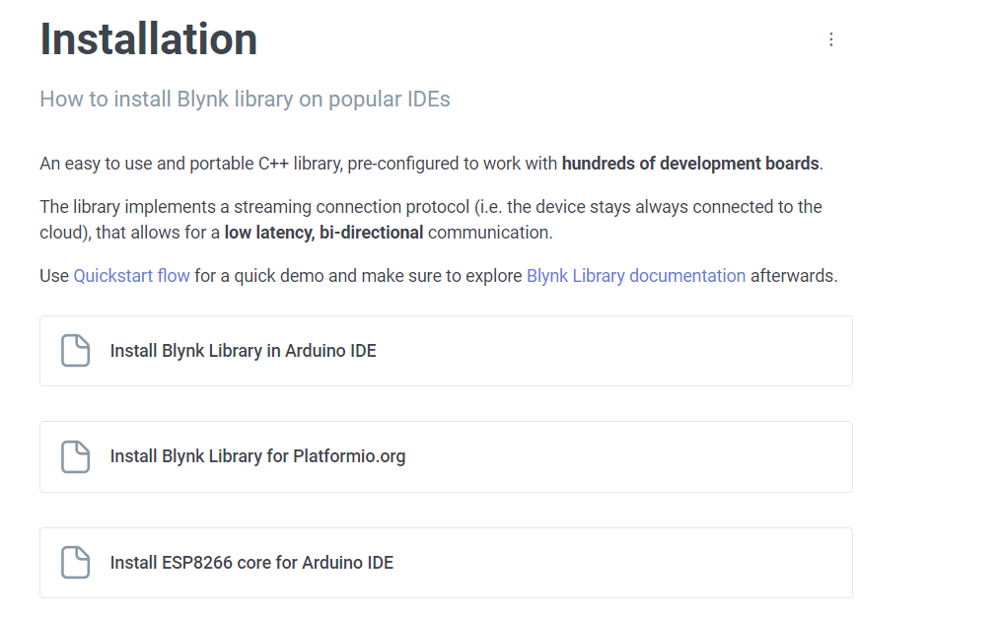 Installation
How to install Blynk library on popular IDEs
An easy to use and portable C++ library, pre-configured to work with hundreds of development boards.
The library implements a streaming connection protocol (i.e. the device stays always connected to the
cloud), that allows for a low latency, bi-directional communication.
Use Quickstart flow for a quick demo and make sure to explore Blynk Library documentation afterwards.
Install Blynk Library in Arduino IDE
Install Blynk Library for Platformio.org
Install ESP8266 core for Arduino IDE